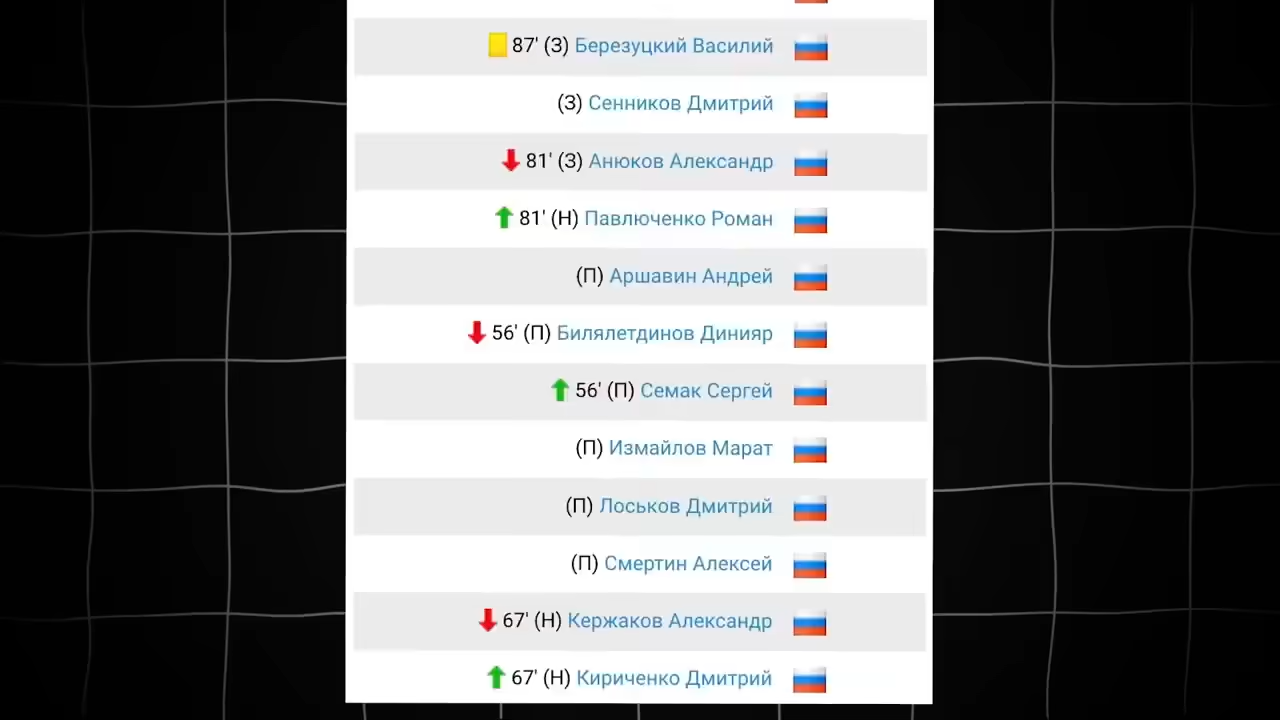 87' (З) Березуцкий Василий
(З) Сенников Дмитрий
81' (З) Анюков Александр
81' (Н) Павлюченко Роман
(П) Аршавин Андрей
56' (П) Билялетдинов Динияр
56' (П) Семак Сергей
(П) Измайлов Марат
(П) Лоськов Дмитрий
(П) Смертин Алексей
67' (Н) Кержаков Александр
67' (Н) Кириченко Дмитрий